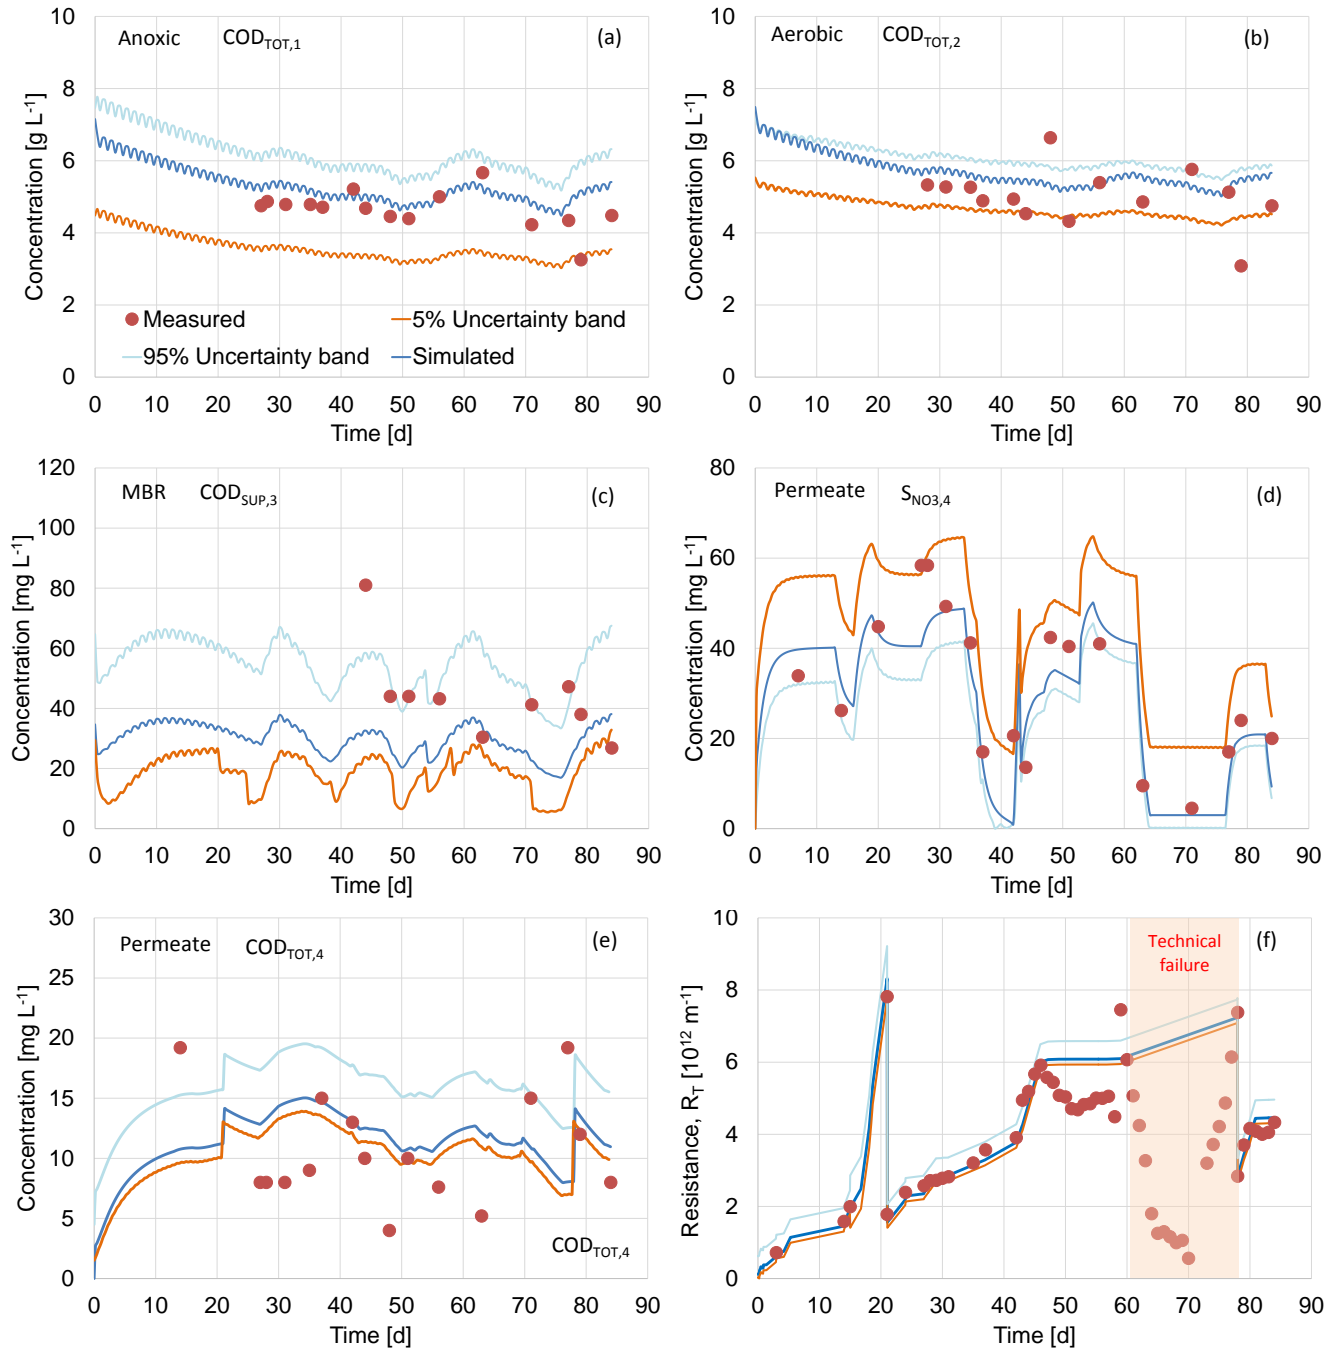 Anoxic COD_TOT,1 (a)
Concentration [g L⁻¹]
10
8
6
4
2
0
Measured
5% Uncertainty band
95% Uncertainty band
Simulated
0 10 20 30 40 50 60 70 80 90
Time [d]
Aerobic COD_TOT,2 (b)
Concentration [g L⁻¹]
10
8
6
4
2
0
0 10 20 30 40 50 60 70 80 90
Time [d]
MBR COD_SUP,3 (c)
Concentration [mg L⁻¹]
120
100
80
60
40
20
0
0 10 20 30 40 50 60 70 80 90
Time [d]
Permeate S_NO3,4 (d)
Concentration [mg L⁻¹]
80
60
40
20
0
0 10 20 30 40 50 60 70 80 90
Time [d]
Permeate COD_TOT,4 (e)
Concentration [mg L⁻¹]
30
25
20
15
10
5
0
COD_TOT,4
0 10 20 30 40 50 60 70 80 90
Time [d]
Technical
failure
(f)
Resistance, R_T [10¹² m⁻¹]
10
8
6
4
2
0
0 10 20 30 40 50 60 70 80 90
Time [d]